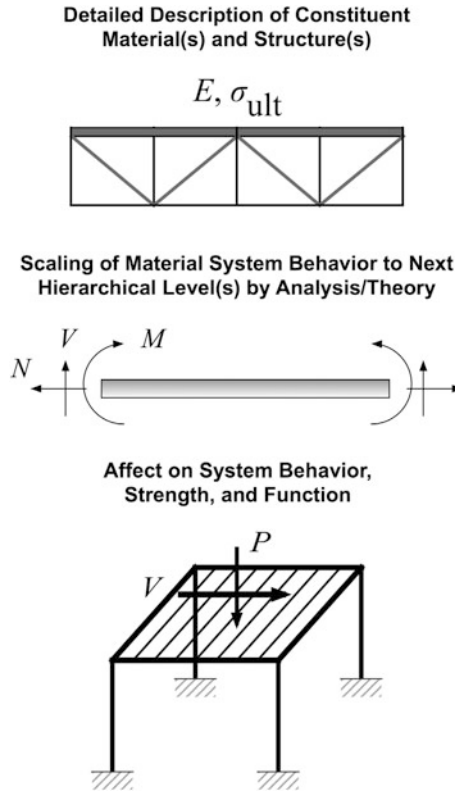 Detailed Description of Constituent
Material(s) and Structure(s)
E, σult
Scaling of Material System Behavior to Next
Hierarchical Level(s) by Analysis/Theory
V M
N
Affect on System Behavior,
Strength, and Function
P
V